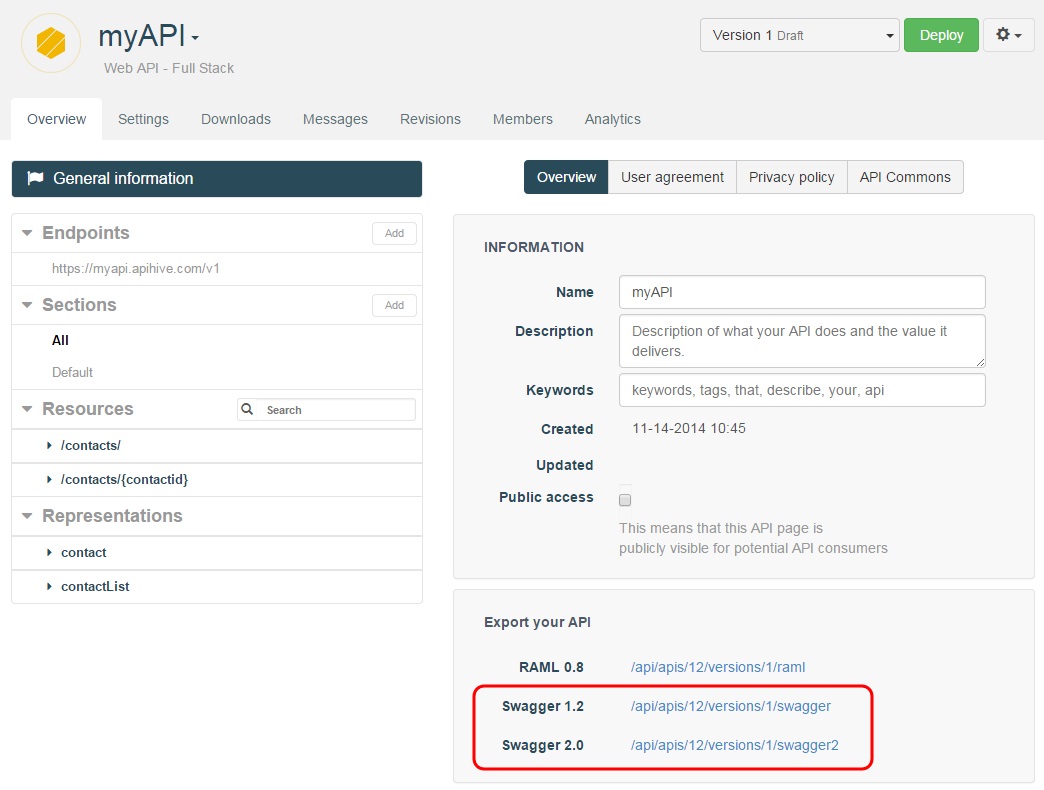 myAPI
Web API - Full Stack
Version 1 Draft
Deploy
Overview Settings Downloads Messages Revisions Members Analytics
General information
Endpoints Add
https://myapi.apihive.com/v1
Sections Add
All
Default
Resources Search
/contacts/
/contacts/{contactid}
Representations
contact
contactList
Overview User agreement Privacy policy API Commons
INFORMATION
Name myAPI
Description Description of what your API does and the value it
delivers.
Keywords keywords, tags, that, describe, your, api
Created 11-14-2014 10:45
Updated
Public access
This means that this API page is
publicly visible for potential API consumers
Export your API
RAML 0.8 /api/apis/12/versions/1/raml
Swagger 1.2 /api/apis/12/versions/1/swagger
Swagger 2.0 /api/apis/12/versions/1/swagger2